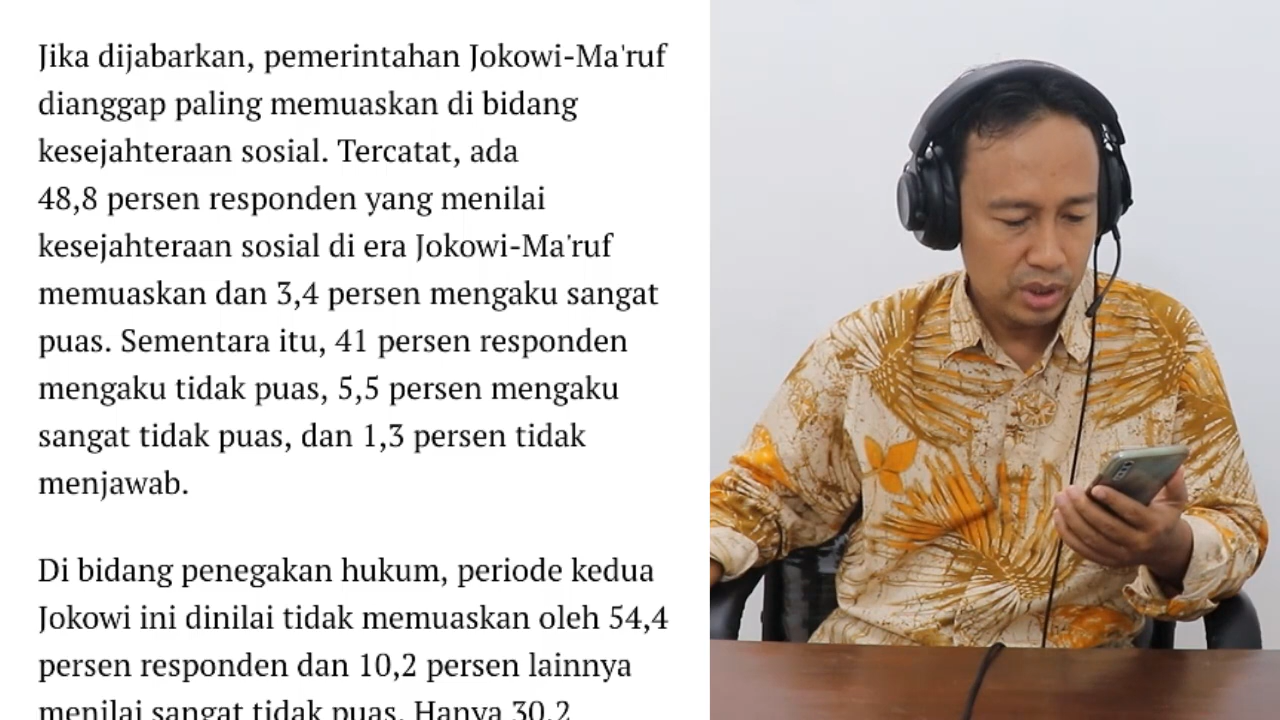 Jika dijabarkan, pemerintahan Jokowi-Ma'ruf
dianggap paling memuaskan di bidang
kesejahteraan sosial. Tercatat, ada
48,8 persen responden yang menilai
kesejahteraan sosial di era Jokowi-Ma'ruf
memuaskan dan 3,4 persen mengaku sangat
puas. Sementara itu, 41 persen responden
mengaku tidak puas, 5,5 persen mengaku
sangat tidak puas, dan 1,3 persen tidak
menjawab.
Di bidang penegakan hukum, periode kedua
Jokowi ini dinilai tidak memuaskan oleh 54,4
persen responden dan 10,2 persen lainnya
menilai sangat tidak puas. Hanya 30,2